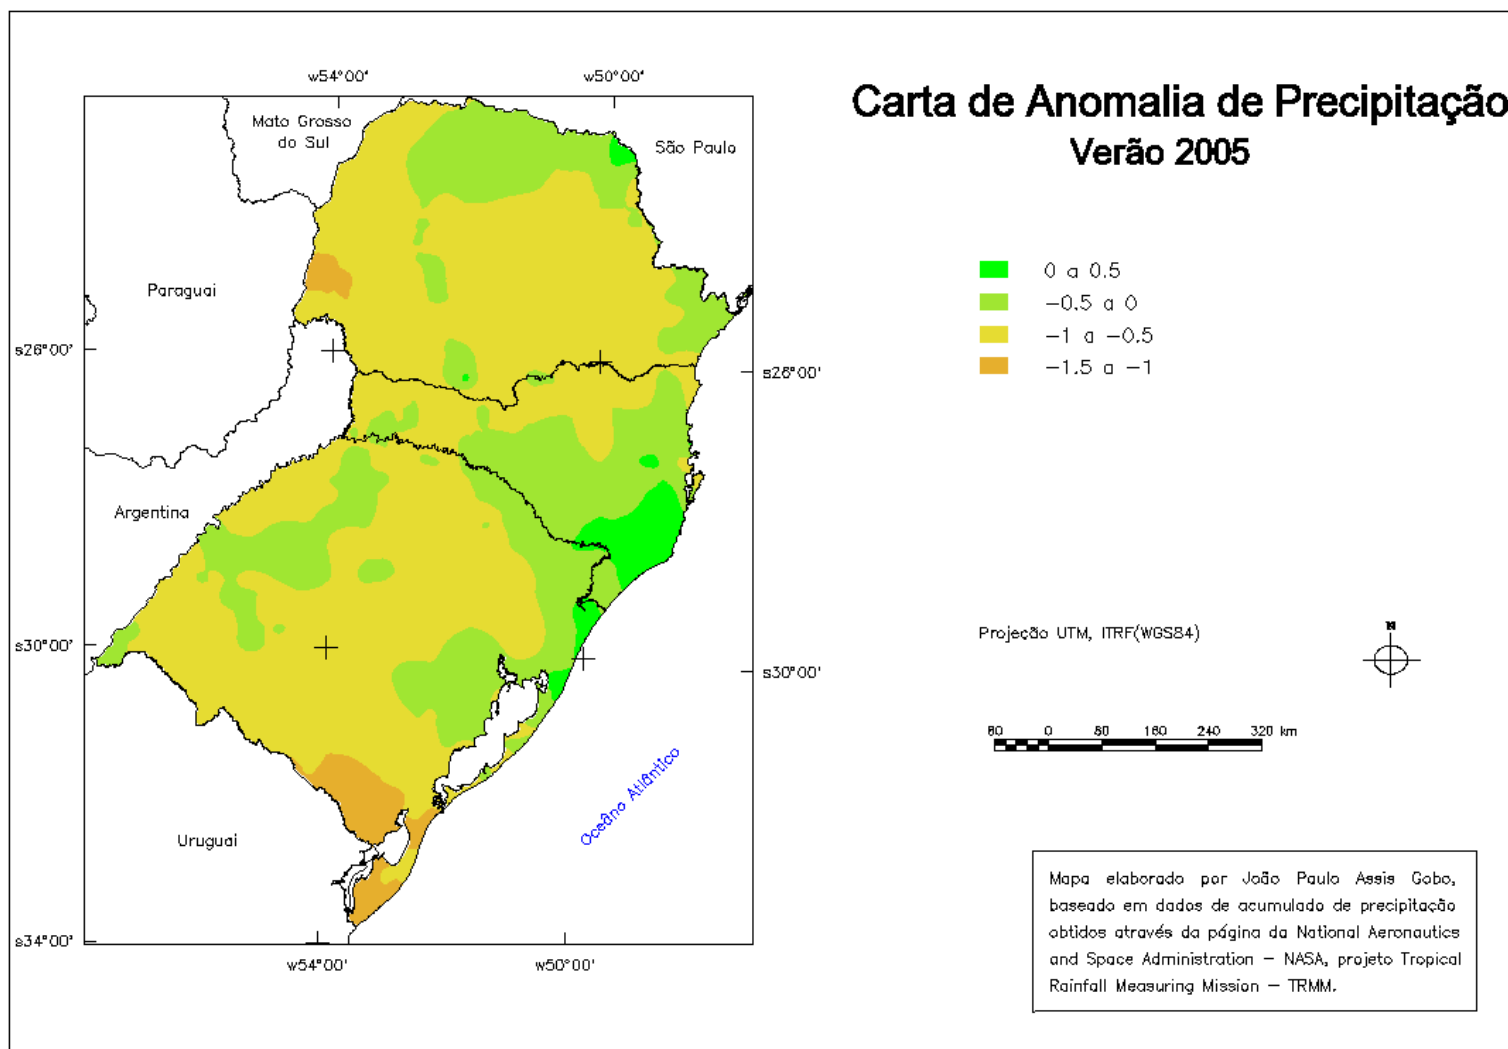 Carta de Anomalia de Precipitação
Verão 2005
w54°00'
w50°00'
Mato Grosso
do Sul
São Paulo
Paraguai
s26°00'
s26°00'
Argentina
s30°00'
s30°00'
Uruguai
Oceâno Atlântico
s34°00'
w54°00'
w50°00'
0 a 0.5
-0.5 a 0
-1 a -0.5
-1.5 a -1
Projeção UTM, ITRF(WGS84)
N
80 0 80 160 240 320 km
Mapa elaborado por João Paulo Assis Gobo,
baseado em dados de acumulado de precipitação
obtidos através da página da National Aeronautics
and Space Administration - NASA, projeto Tropical
Rainfall Measuring Mission - TRMM.